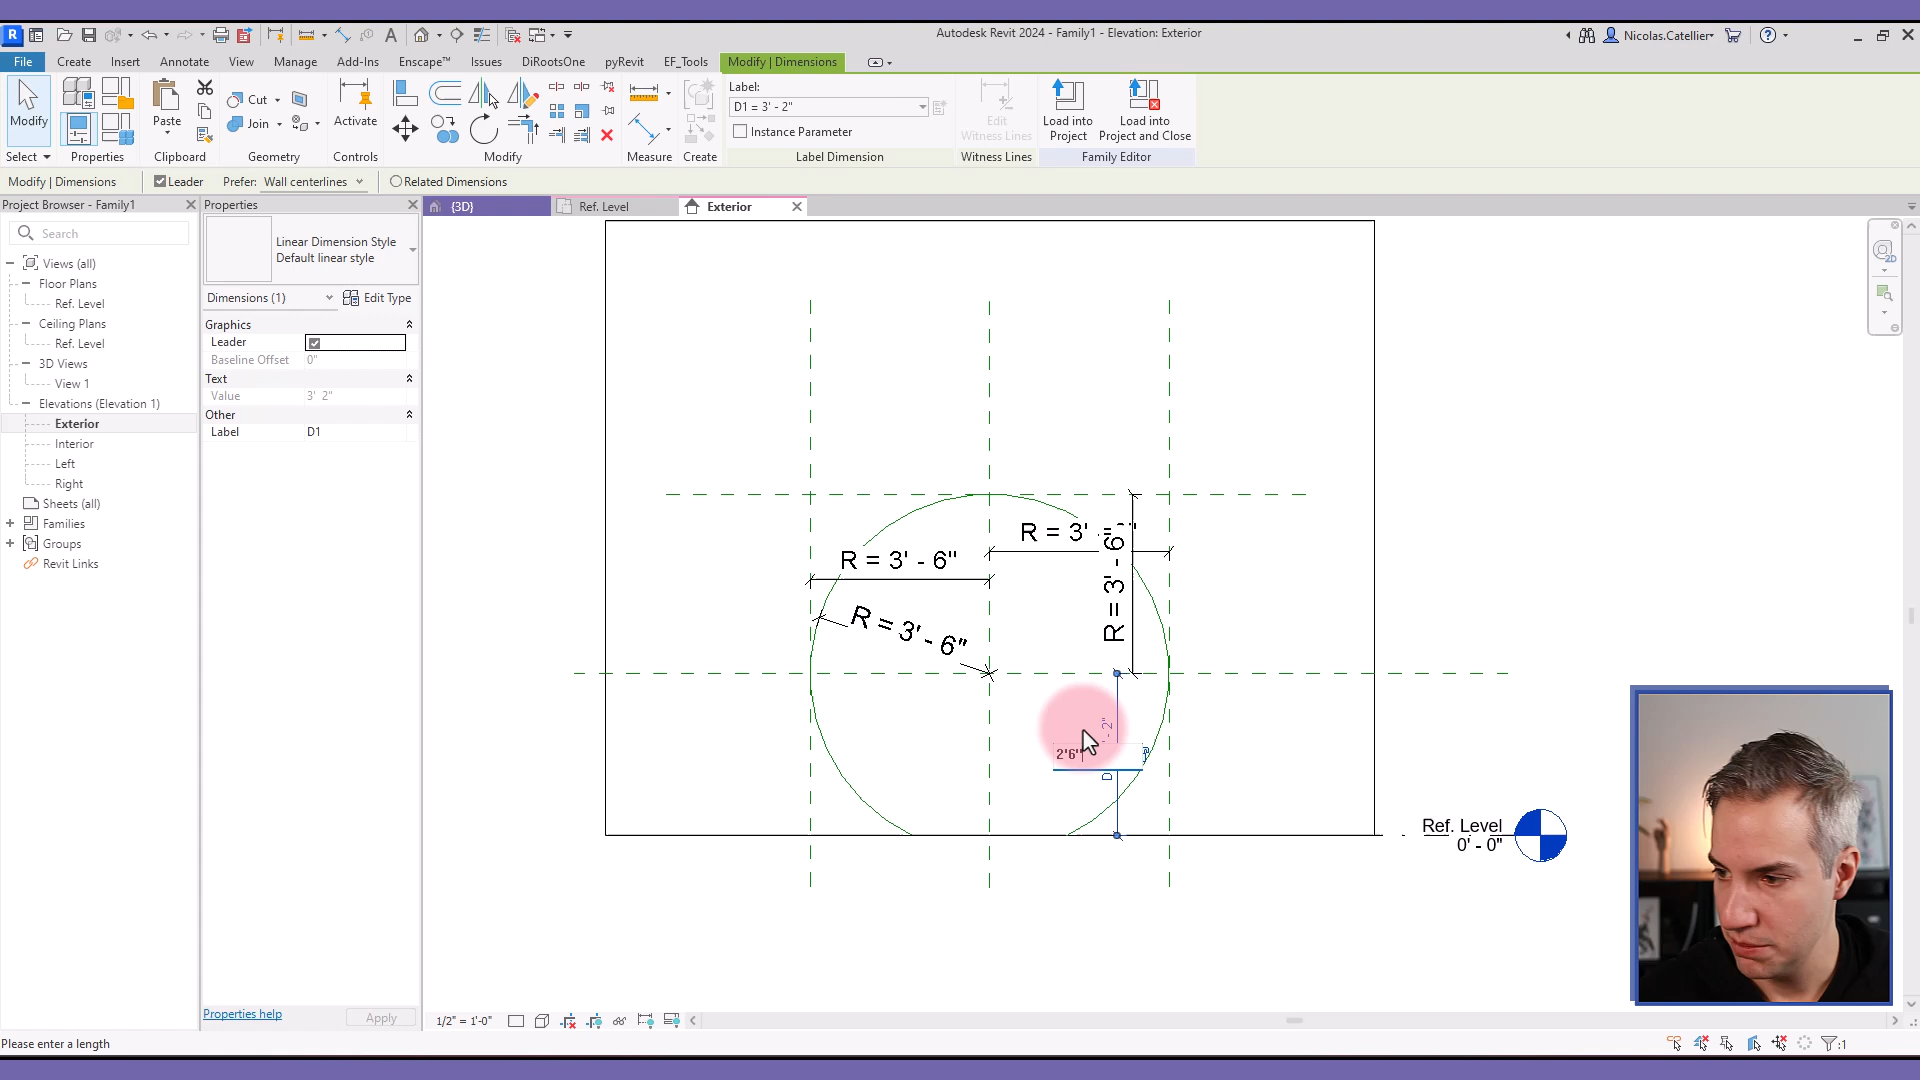 Autodesk Revit 2024 - Family1 - Elevation: Exterior
Nicolas.Catellier
File Create Insert Annotate View Manage Add-Ins Enscape™ Issues DiRootsOne pyRevit EF_Tools Modify | Dimensions
Modify
Paste
Cut
Join
Activate
Label:
D1 = 3' - 2"
Instance Parameter
Edit
Witness Lines
Load into
Project
Load into
Project and Close
Select Properties Clipboard Geometry Controls Modify Measure Create Label Dimension Witness Lines Family Editor
Modify | Dimensions Leader Prefer: Wall centerlines Related Dimensions
Project Browser - Family1
Search
Views (all)
Floor Plans
Ref. Level
Ceiling Plans
Ref. Level
3D Views
View 1
Elevations (Elevation 1)
Exterior
Interior
Left
Right
Sheets (all)
Families
Groups
Revit Links
Properties
Linear Dimension Style
Default linear style
Dimensions (1) Edit Type
Graphics
Leader
Baseline Offset 0"
Text
Value 3' 2"
Other
Label D1
Properties help
Apply
{3D} Ref. Level Exterior
R = 3' - 6"
R = 3'
R = 3' - 6"
R = 3' - 6"
- 2"
2'6"
D
Ref. Level
0' - 0"
2D
1/2" = 1'-0"
Please enter a length
:1